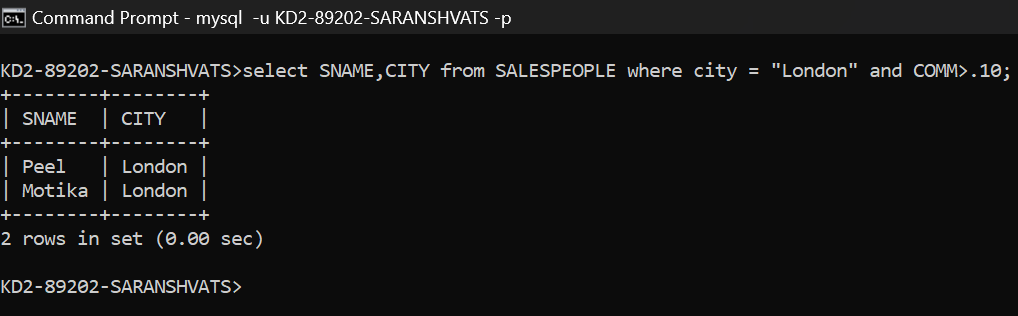 Command Prompt - mysql  -u KD2-89202-SARANSHVATS -p
KD2-89202-SARANSHVATS>select SNAME,CITY from SALESPEOPLE where city = "London" and COMM>.10;
+--------+--------+
| SNAME  | CITY   |
+--------+--------+
| Peel   | London |
| Motika | London |
+--------+--------+
2 rows in set (0.00 sec)
KD2-89202-SARANSHVATS>